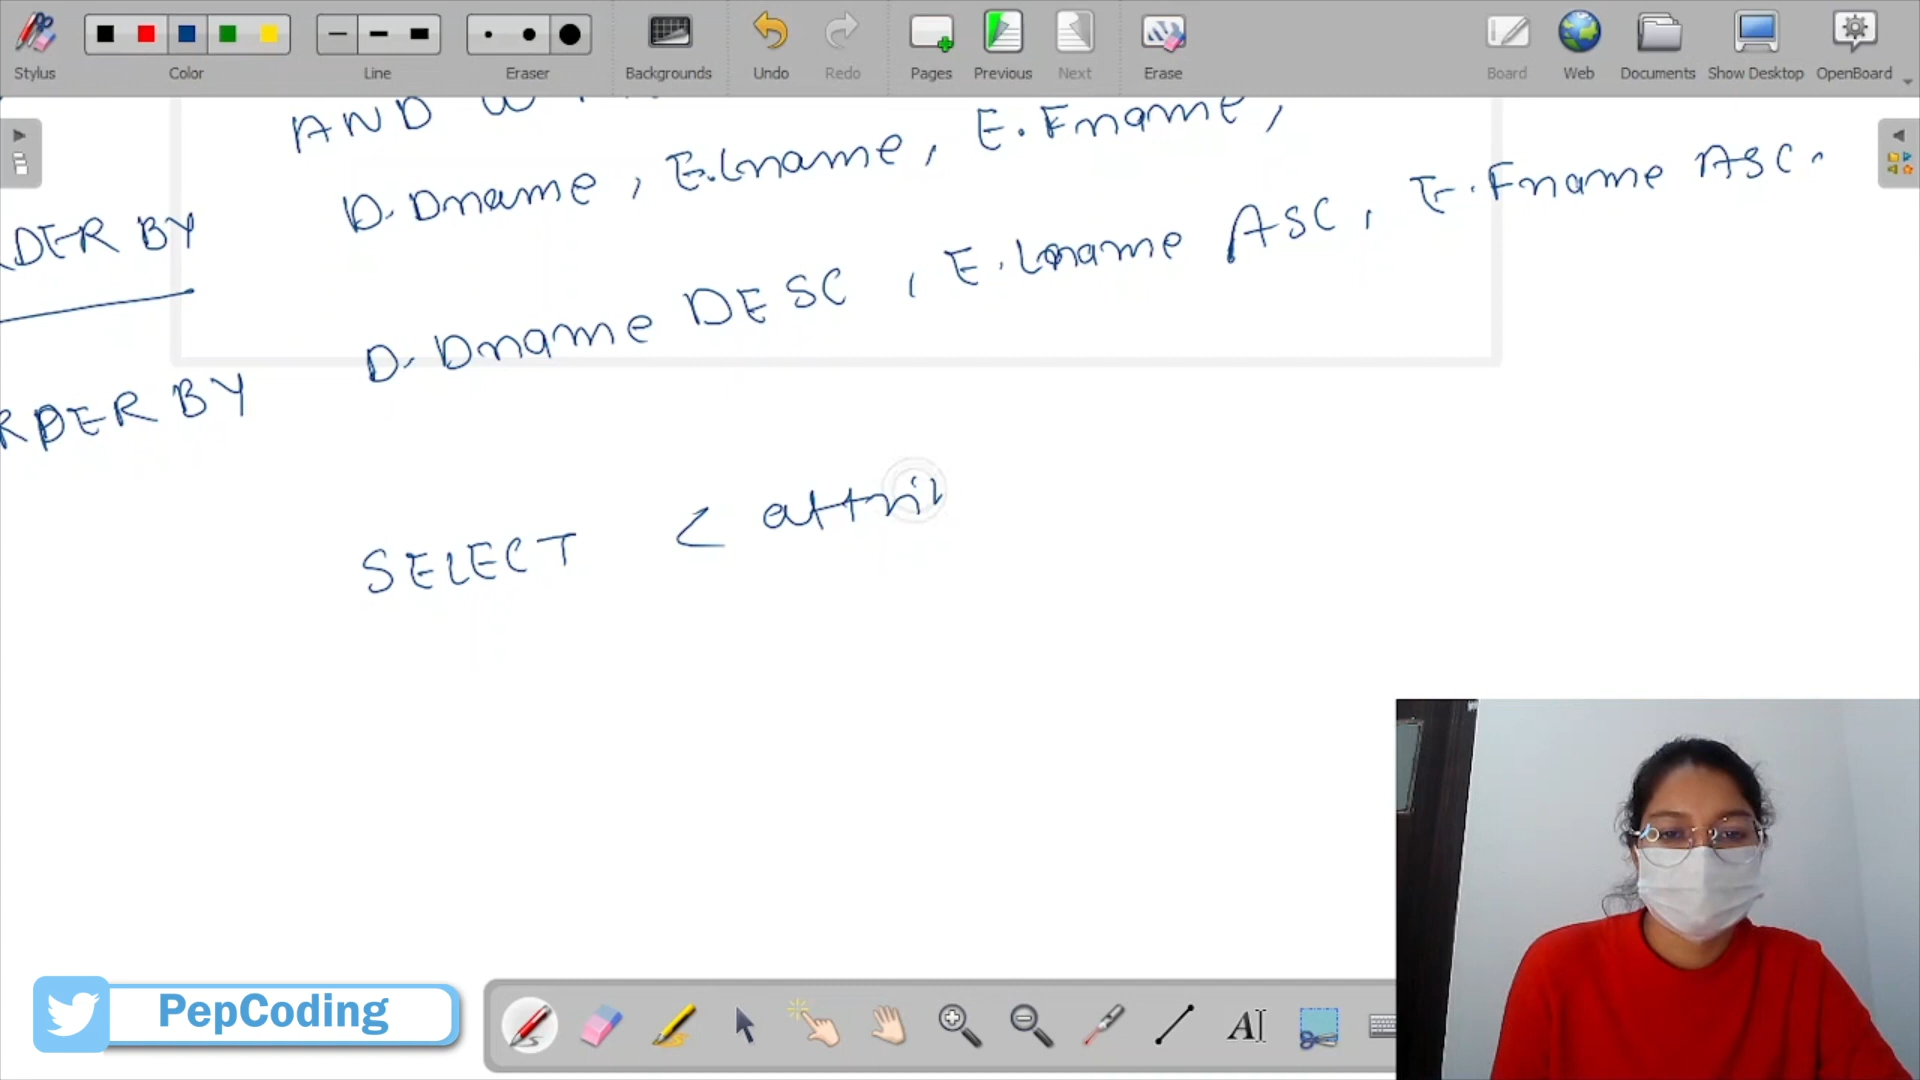 Stylus Color Line Eraser Backgrounds Undo Redo Pages Previous Next Erase Board Web Documents Show Desktop OpenBoard
AND
D.Dname, E.Lname, E.Fname,
DER BY
D.Dname DESC, E.Lname ASC, E.Fname ASC.
RDER BY
SELECT < attri
PepCoding